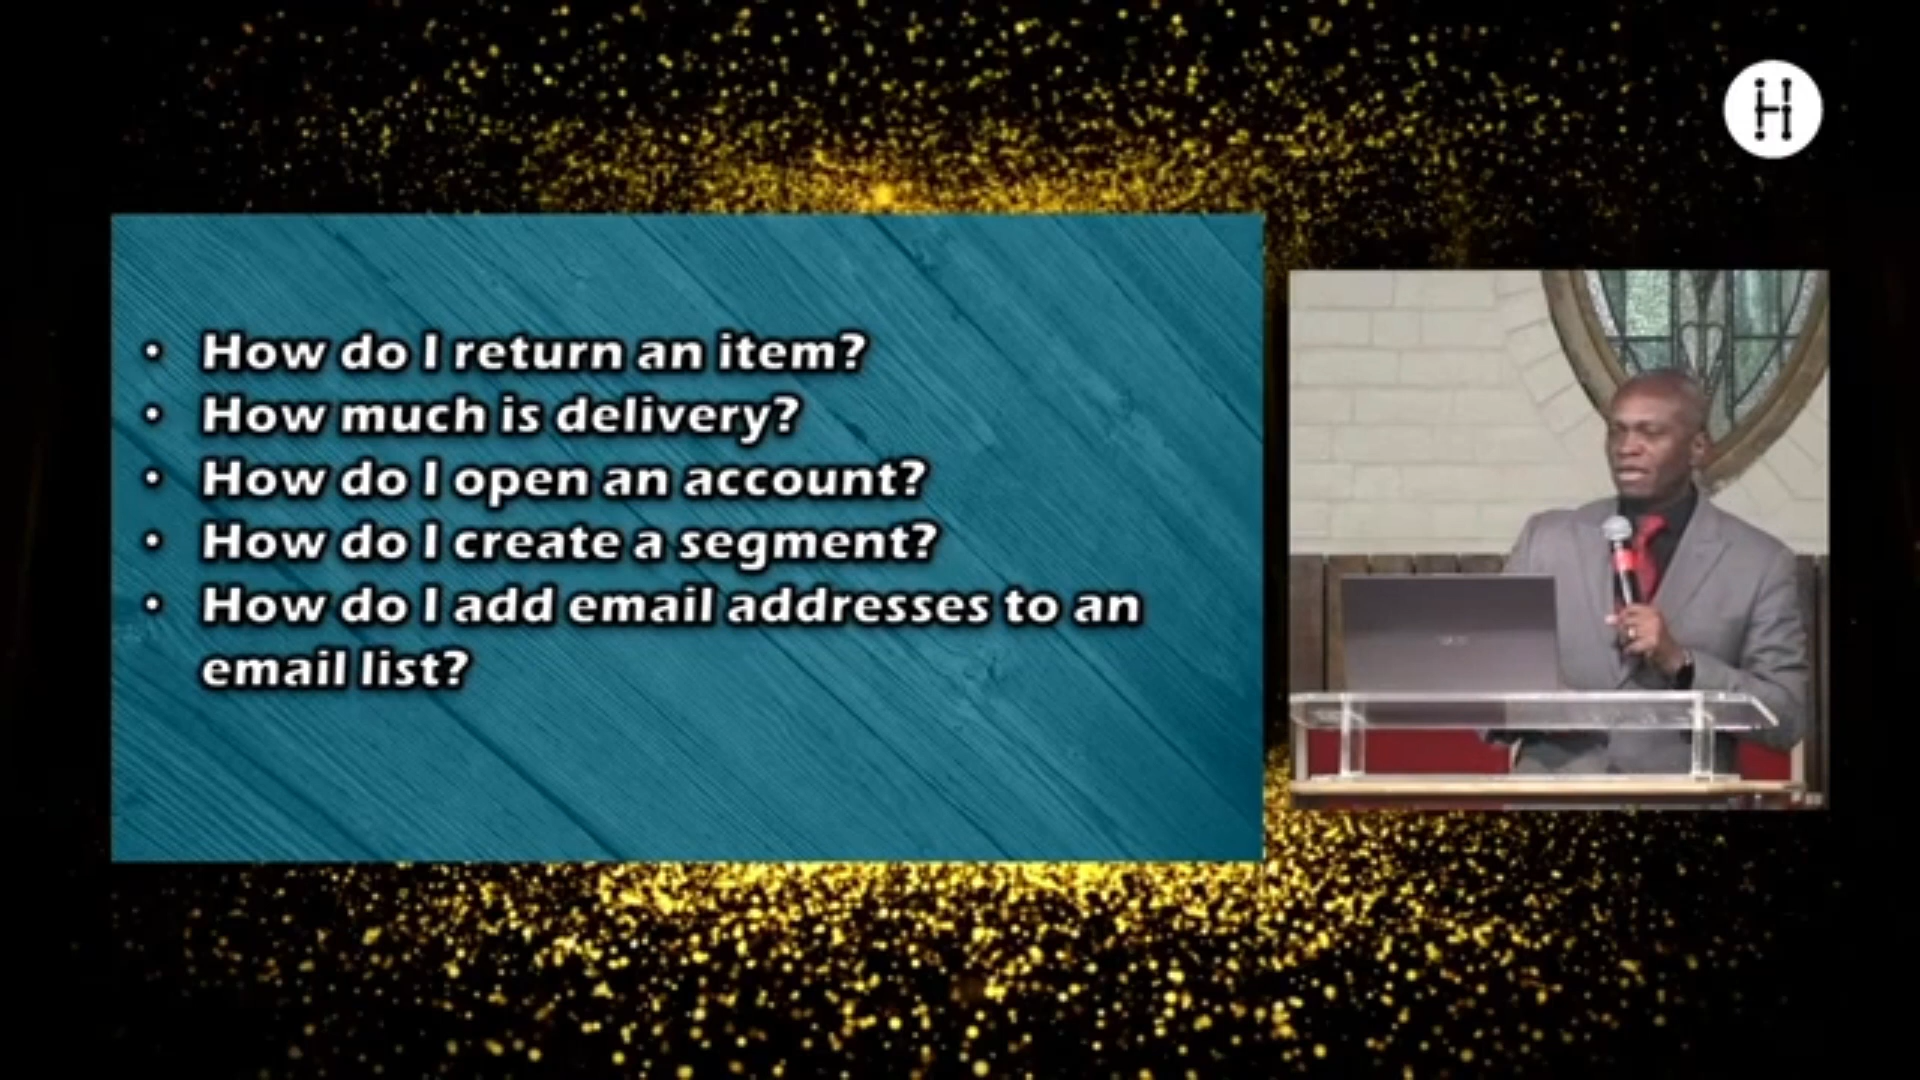 H
• How do I return an item?
• How much is delivery?
• How do I open an account?
• How do I create a segment?
• How do I add email addresses to an
email list?